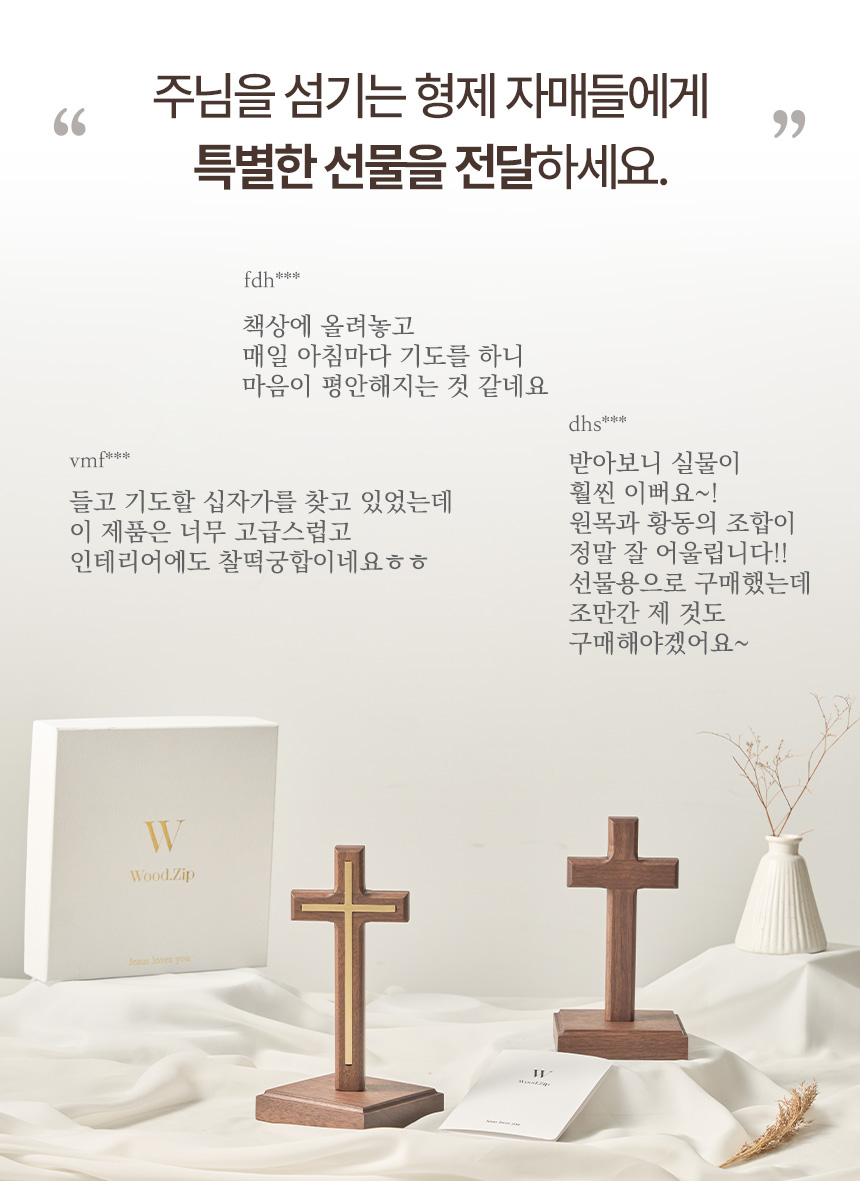 “ 주님을 섬기는 형제 자매들에게 ”
특별한 선물을 전달하세요.
fdh***
책상에 올려놓고
매일 아침마다 기도를 하니
마음이 평안해지는 것 같네요
vmf***
들고 기도할 십자가를 찾고 있었는데
이 제품은 너무 고급스럽고
인테리어에도 찰떡궁합이네요ㅎㅎ
dhs***
받아보니 실물이
훨씬 이뻐요~!
원목과 황동의 조합이
정말 잘 어울립니다!!
선물용으로 구매했는데
조만간 제 것도
구매해야겠어요~
W
Wood.Zip
Jesus loves you
W
Wood.Zip
Jesus loves you